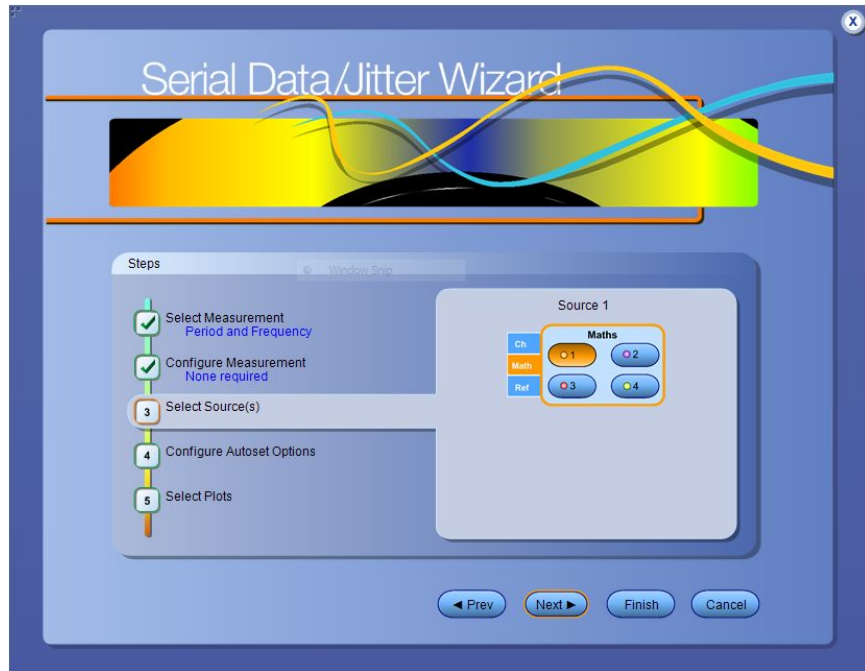 X
Serial Data/Jitter Wizard
Steps
Window Snip
Select Measurement
Period and Frequency
Configure Measurement
None required
3 Select Source(s)
4 Configure Autoset Options
5 Select Plots
Source 1
Ch
Math
Ref
Maths
1 2
3 4
◄ Prev Next ► Finish Cancel